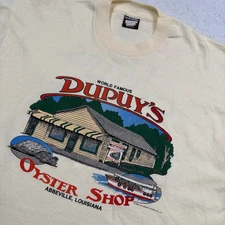 WORLD FAMOUS
DUPUY'S
OYSTER SHOP
ABBEVILLE, LOUISIANA